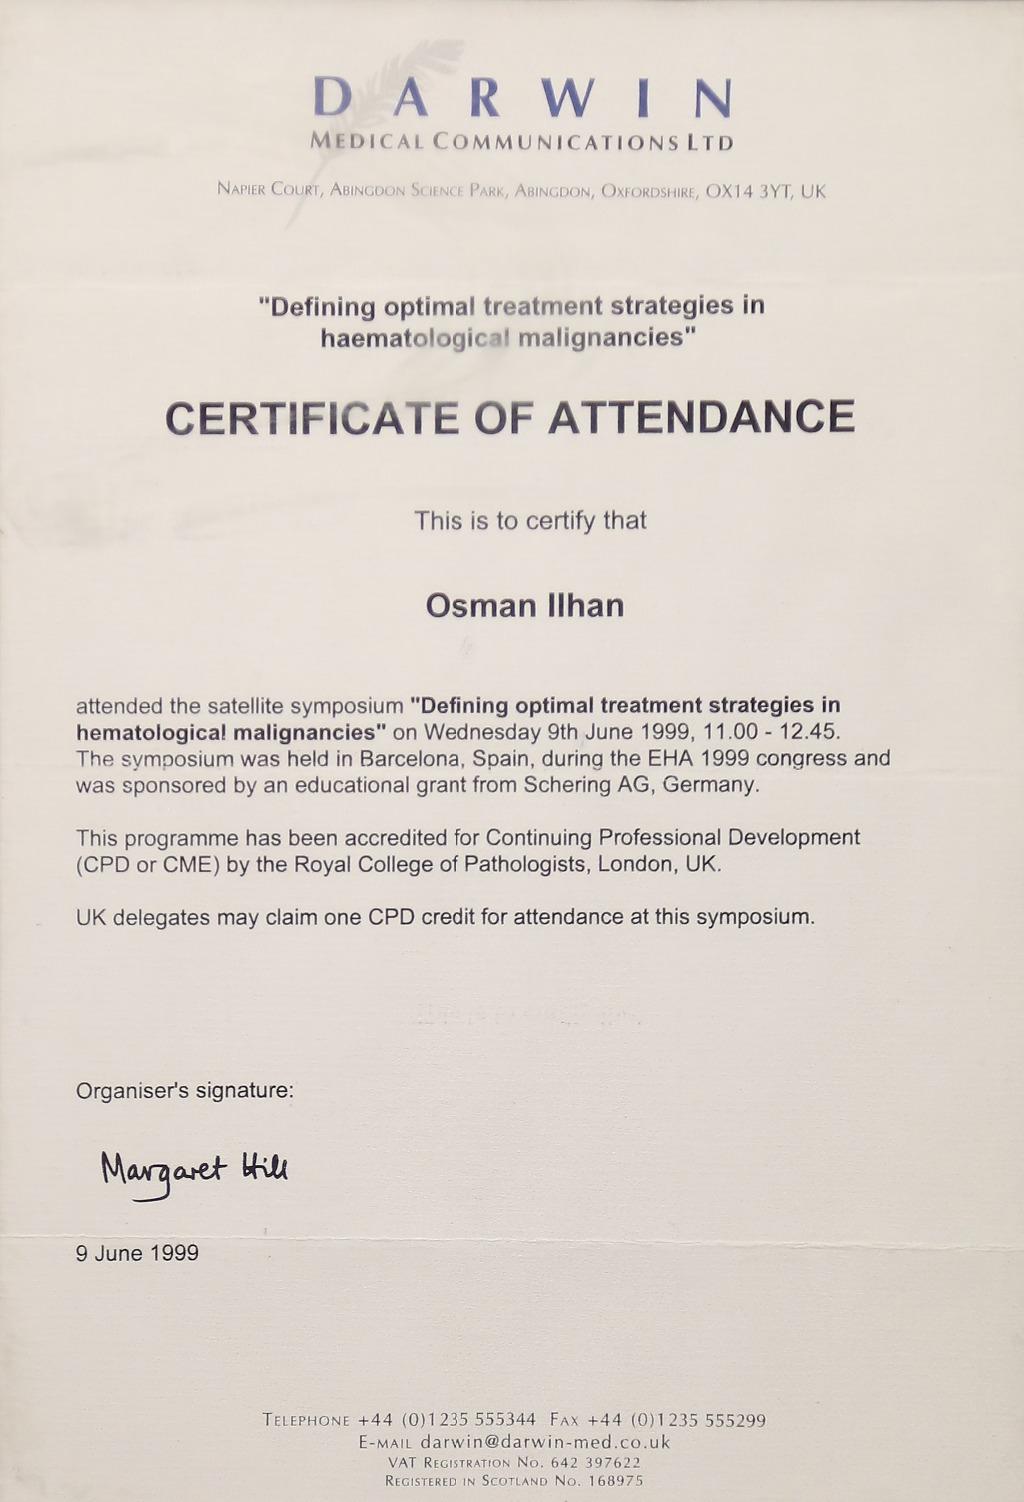 DARWIN
MEDICAL COMMUNICATIONS LTD
NAPIER COURT, ABINGDON SCIENCE PARK, ABINGDON, OXFORDSHIRE, OX14 3YT, UK
"Defining optimal treatment strategies in
haematological malignancies"
CERTIFICATE OF ATTENDANCE
This is to certify that
Osman Ilhan
attended the satellite symposium "Defining optimal treatment strategies in
hematological malignancies" on Wednesday 9th June 1999, 11.00 - 12.45.
The symposium was held in Barcelona, Spain, during the EHA 1999 congress and
was sponsored by an educational grant from Schering AG, Germany.
This programme has been accredited for Continuing Professional Development
(CPD or CME) by the Royal College of Pathologists, London, UK.
UK delegates may claim one CPD credit for attendance at this symposium.
Organiser's signature:
Margaret Hill
9 June 1999
TELEPHONE +44 (0)1235 555344 FAX +44 (0)1235 555299
E-MAIL darwin@darwin-med.co.uk
VAT REGISTRATION NO. 642 397622
REGISTERED IN SCOTLAND NO. 168975